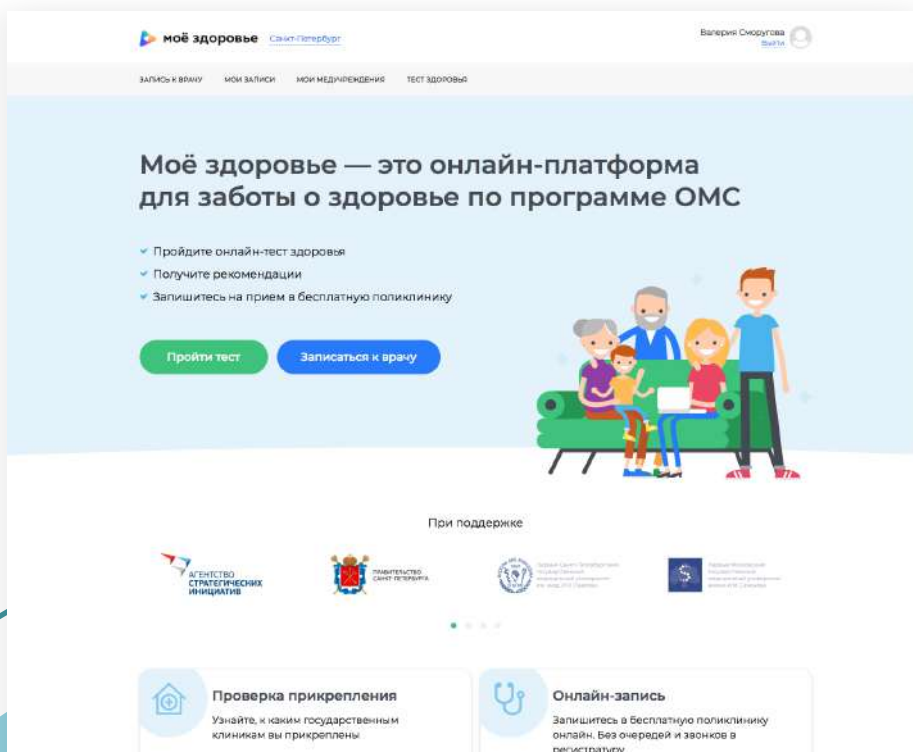 моё здоровье Санкт-Петербург
Валерия Сморугова
Выйти
ЗАПИСЬ К ВРАЧУ МОИ ЗАПИСИ МОИ МЕДУЧРЕЖДЕНИЯ ТЕСТ ЗДОРОВЬЯ
Моё здоровье — это онлайн-платформа
для заботы о здоровье по программе ОМС
Пройдите онлайн-тест здоровья
Получите рекомендации
Запишитесь на прием в бесплатную поликлинику
Пройти тест Записаться к врачу
При поддержке
АГЕНТСТВО
СТРАТЕГИЧЕСКИХ
ИНИЦИАТИВ
ПРАВИТЕЛЬСТВО
САНКТ-ПЕТЕРБУРГА
Проверка прикрепления
Узнайте, к каким государственным
клиникам вы прикреплены
Онлайн-запись
Запишитесь в бесплатную поликлинику
онлайн. Без очередей и звонков в
регистратуру